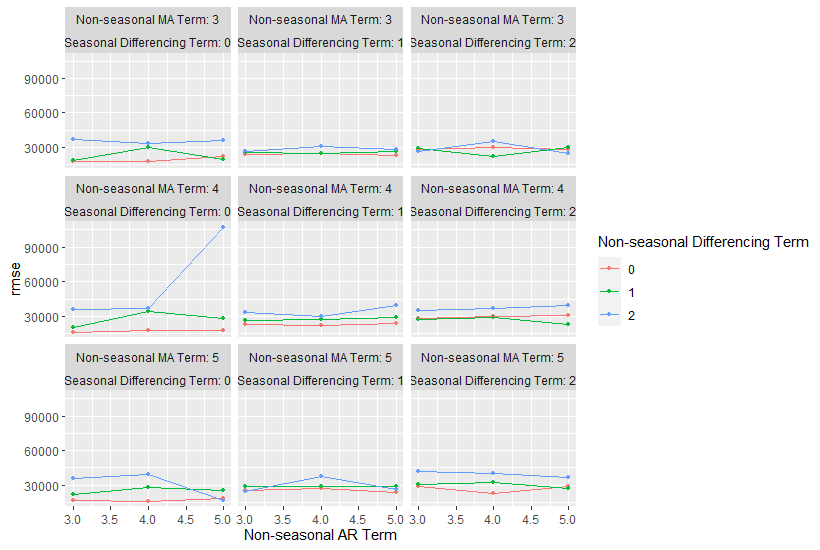 Non-seasonal MA Term: 3 Non-seasonal MA Term: 3 Non-seasonal MA Term: 3
Seasonal Differencing Term: 0 Seasonal Differencing Term: 1 Seasonal Differencing Term: 2
90000
60000
30000
Non-seasonal MA Term: 4 Non-seasonal MA Term: 4 Non-seasonal MA Term: 4
Seasonal Differencing Term: 0 Seasonal Differencing Term: 1 Seasonal Differencing Term: 2
90000
60000
30000
rmse
Non-seasonal MA Term: 5 Non-seasonal MA Term: 5 Non-seasonal MA Term: 5
Seasonal Differencing Term: 0 Seasonal Differencing Term: 1 Seasonal Differencing Term: 2
90000
60000
30000
3.0 3.5 4.0 4.5 5.0 3.0 3.5 4.0 4.5 5.0 3.0 3.5 4.0 4.5 5.0
Non-seasonal AR Term
Non-seasonal Differencing Term
0
1
2